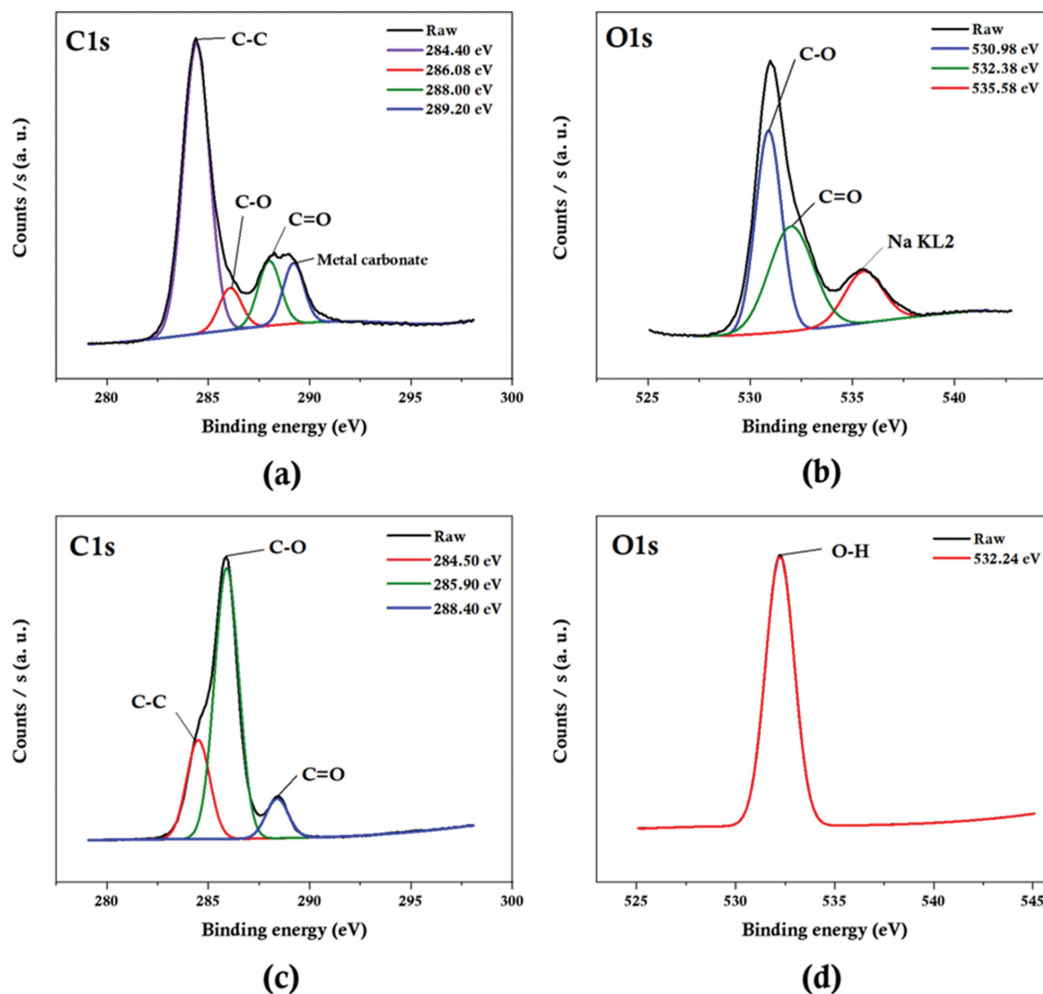 C1s
C-C
Raw
284.40 eV
286.08 eV
288.00 eV
289.20 eV
C-O
C=O
Metal carbonate
Counts / s (a. u.)
280
285
290
295
300
Binding energy (eV)
(a)
O1s
C-O
Raw
530.98 eV
532.38 eV
535.58 eV
C=O
Na KL2
Counts / s (a. u.)
525
530
535
540
Binding energy (eV)
(b)
C1s
C-O
Raw
284.50 eV
285.90 eV
288.40 eV
C-C
C=O
Counts / s (a. u.)
280
285
290
295
300
Binding energy (eV)
(c)
O1s
O-H
Raw
532.24 eV
Counts / s (a. u.)
525
530
535
540
545
Binding energy (eV)
(d)